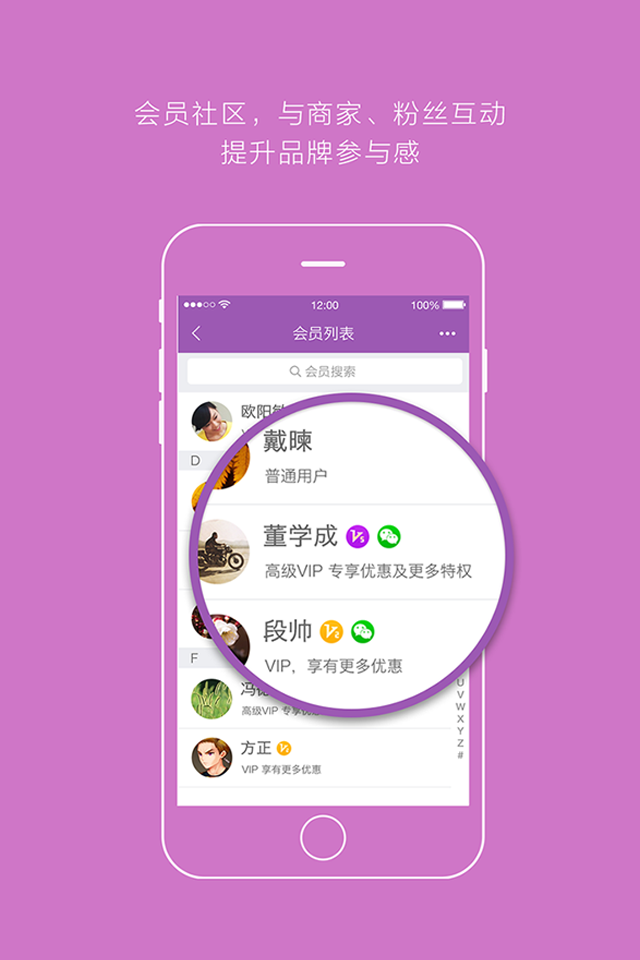 会员社区，与商家、粉丝互动
提升品牌参与感
12:00
100%
会员列表
会员搜索
欧阳
D
戴暕
普通用户
董学成 V5
高级VIP 专享优惠及更多特权
段帅 V2
VIP，享有更多优惠
F
冯
高级VIP 专享优惠
方正
VIP 享有更多优惠
U
V
W
X
Y
Z
#